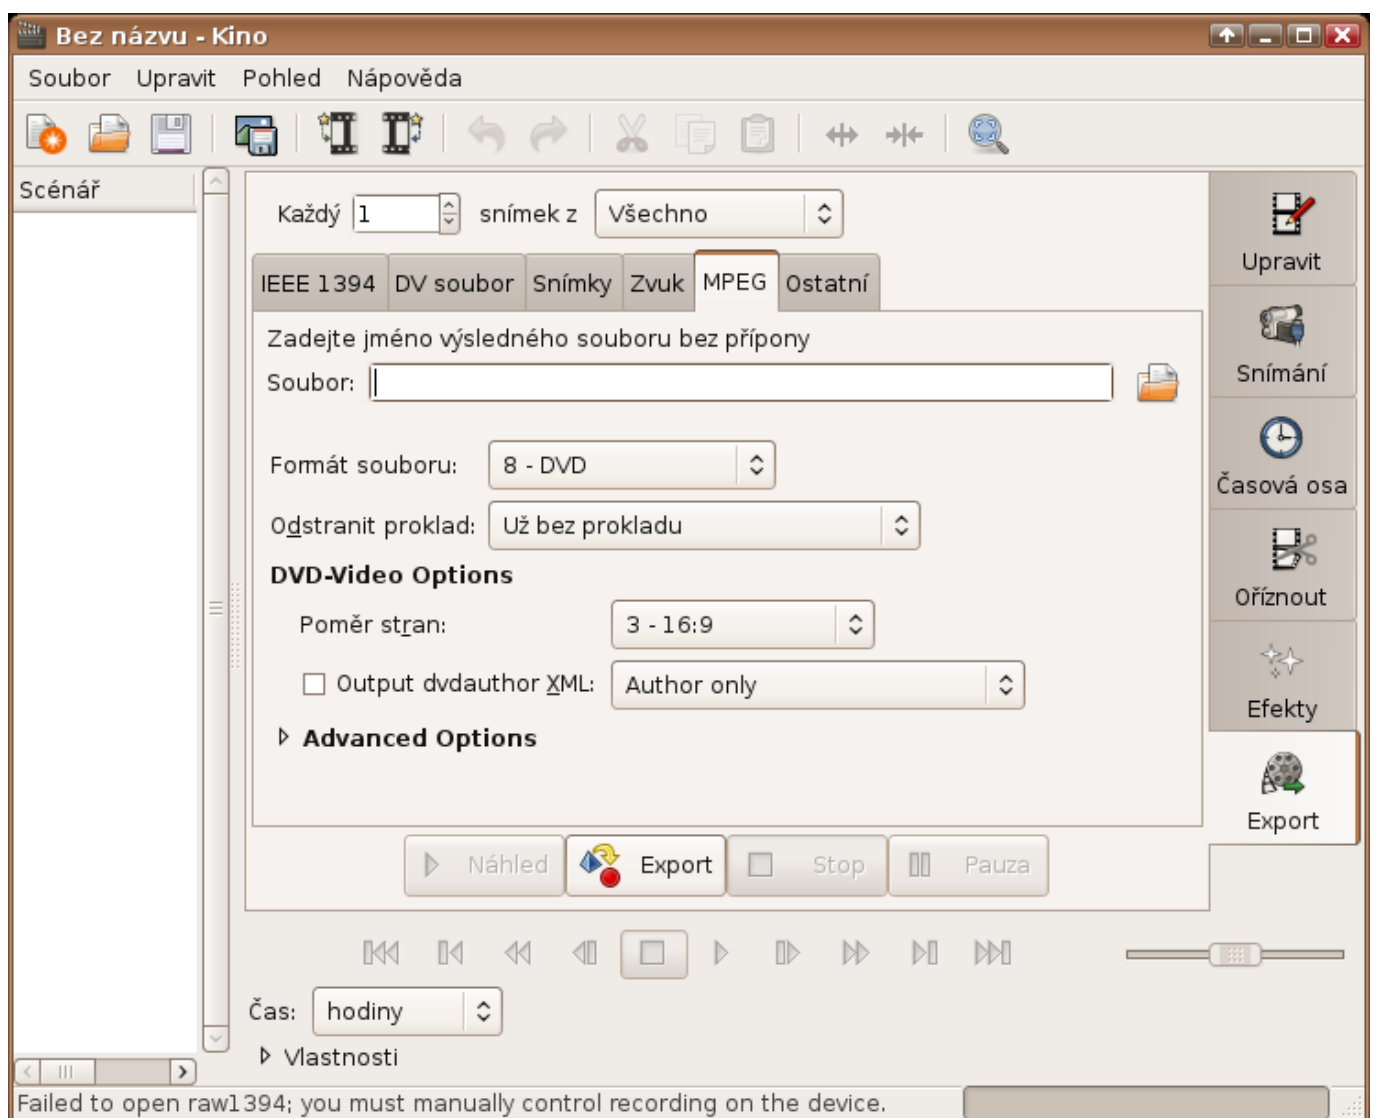 Bez názvu - Kino
Soubor Upravit Pohled Nápověda
Scénář
Každý 1 snímek z Všechno
IEEE 1394 DV soubor Snímky Zvuk MPEG Ostatní
Zadejte jméno výsledného souboru bez přípony
Soubor:
Formát souboru: 8 - DVD
Odstranit proklad: Už bez prokladu
DVD-Video Options
Poměr stran: 3 - 16:9
Output dvdauthor XML: Author only
Advanced Options
Náhled Export Stop Pauza
Upravit
Snímání
Časová osa
Oříznout
Efekty
Export
Čas: hodiny
Vlastnosti
Failed to open raw1394; you must manually control recording on the device.